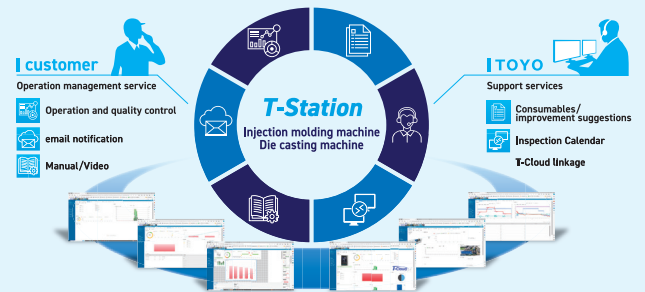 customer
Operation management service
Operation and quality control
email notification
Manual/Video
T-Station
Injection molding machine
Die casting machine
TOYO
Support services
Consumables/
improvement suggestions
Inspection Calendar
T-Cloud linkage
T-Cloud